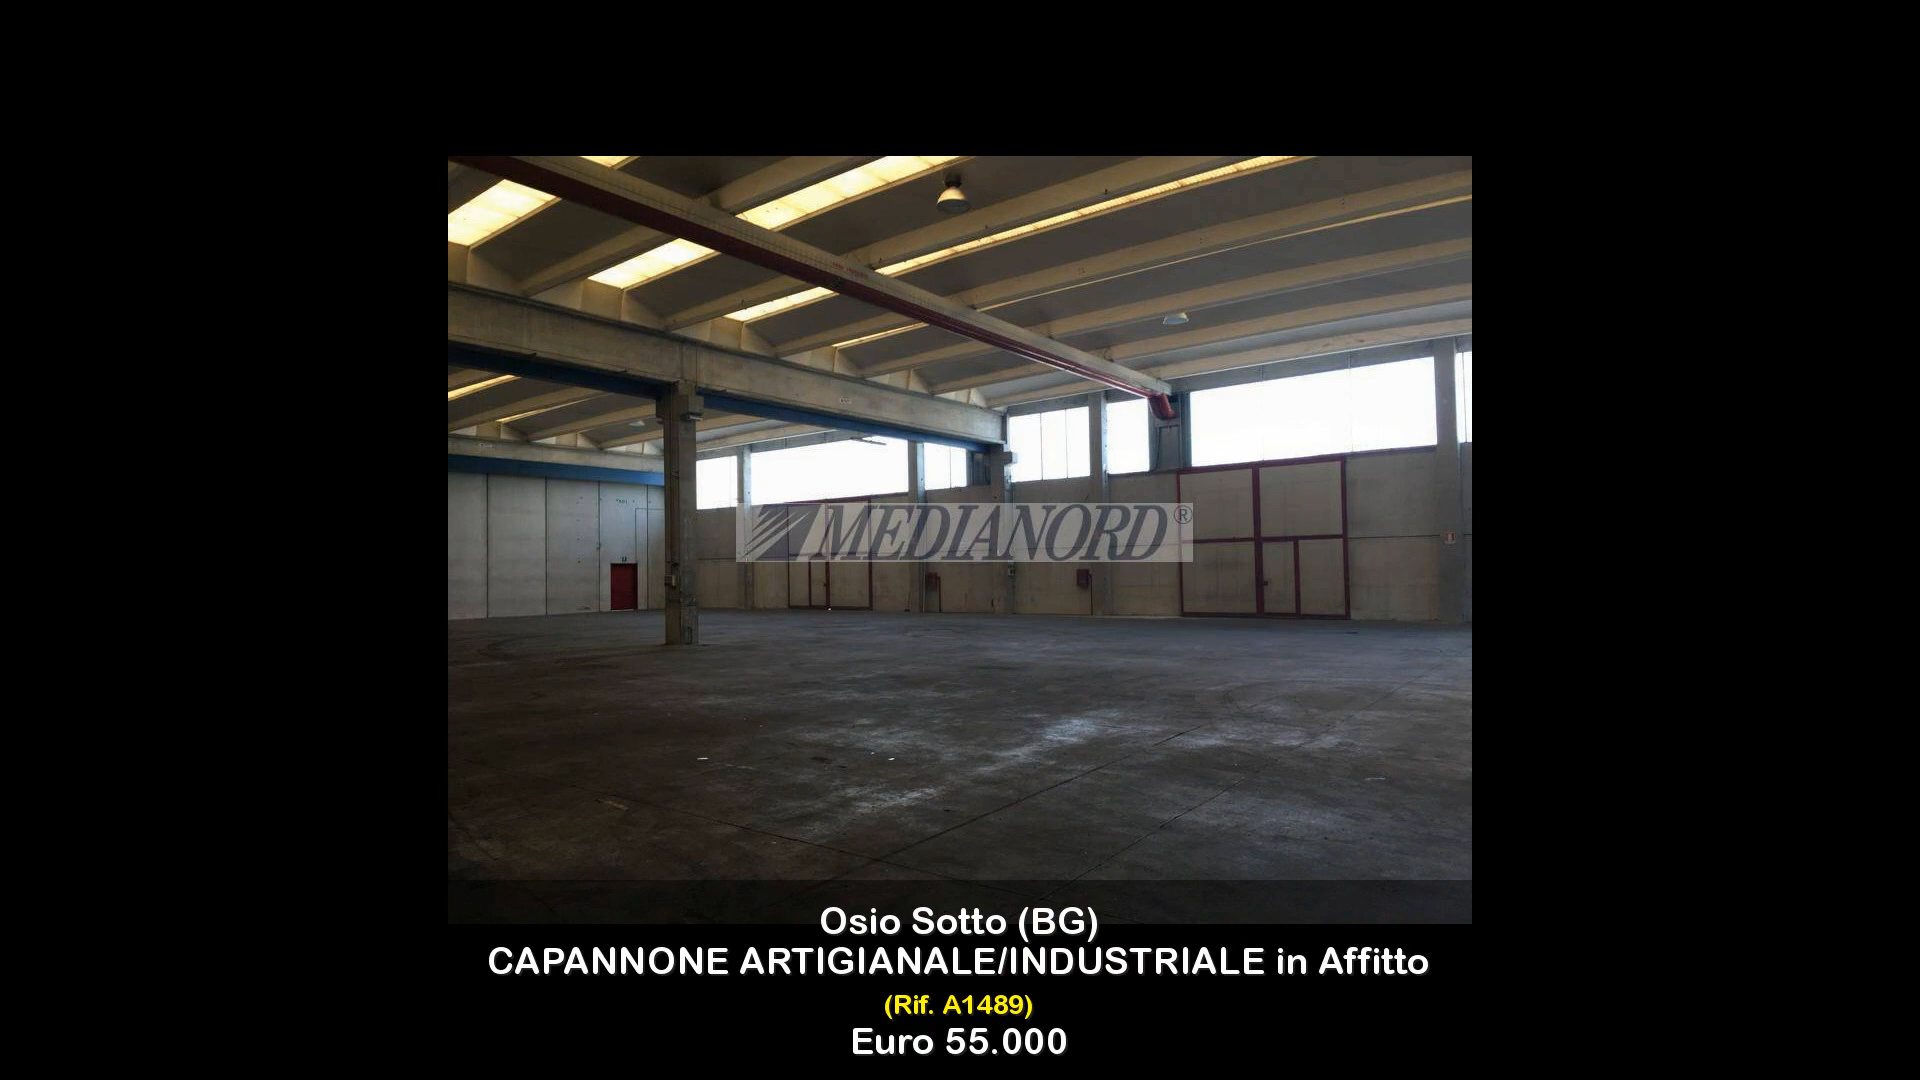 MEDIANORD®
Osio Sotto (BG)
CAPANNONE ARTIGIANALE/INDUSTRIALE in Affitto
(Rif. A1489)
Euro 55.000